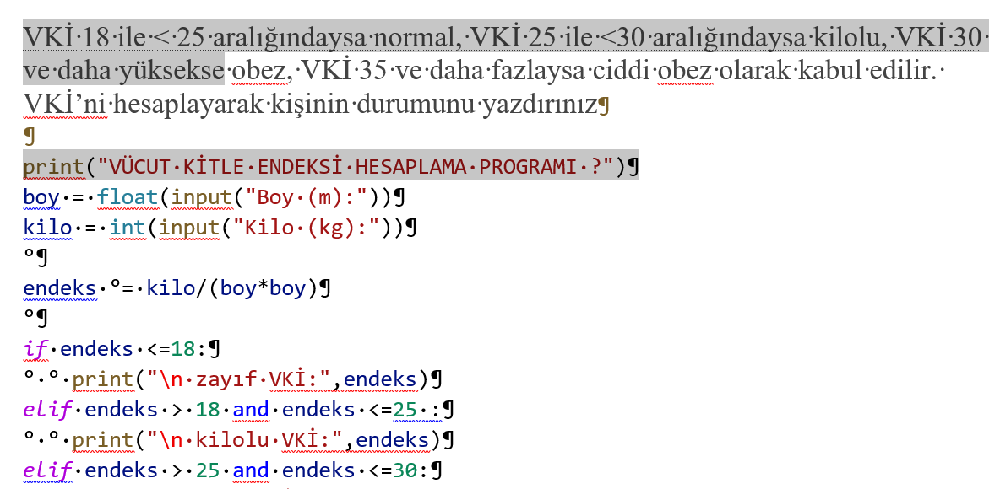 VKİ 18 ile < 25 aralığındaysa normal, VKİ 25 ile <30 aralığındaysa kilolu, VKİ 30
ve daha yüksekse obez, VKİ 35 ve daha fazlaysa ciddi obez olarak kabul edilir.
VKİ’ni hesaplayarak kişinin durumunu yazdırınız¶
¶
print("VÜCUT KİTLE ENDEKSİ HESAPLAMA PROGRAMI ?")¶
boy = float(input("Boy (m):"))¶
kilo = int(input("Kilo (kg):"))¶
°¶
endeks °= kilo/(boy*boy)¶
°¶
if endeks <=18:¶
° ° print("\n zayıf VKİ:",endeks)¶
elif endeks > 18 and endeks <=25 :¶
° ° print("\n kilolu VKİ:",endeks)¶
elif endeks > 25 and endeks <=30:¶